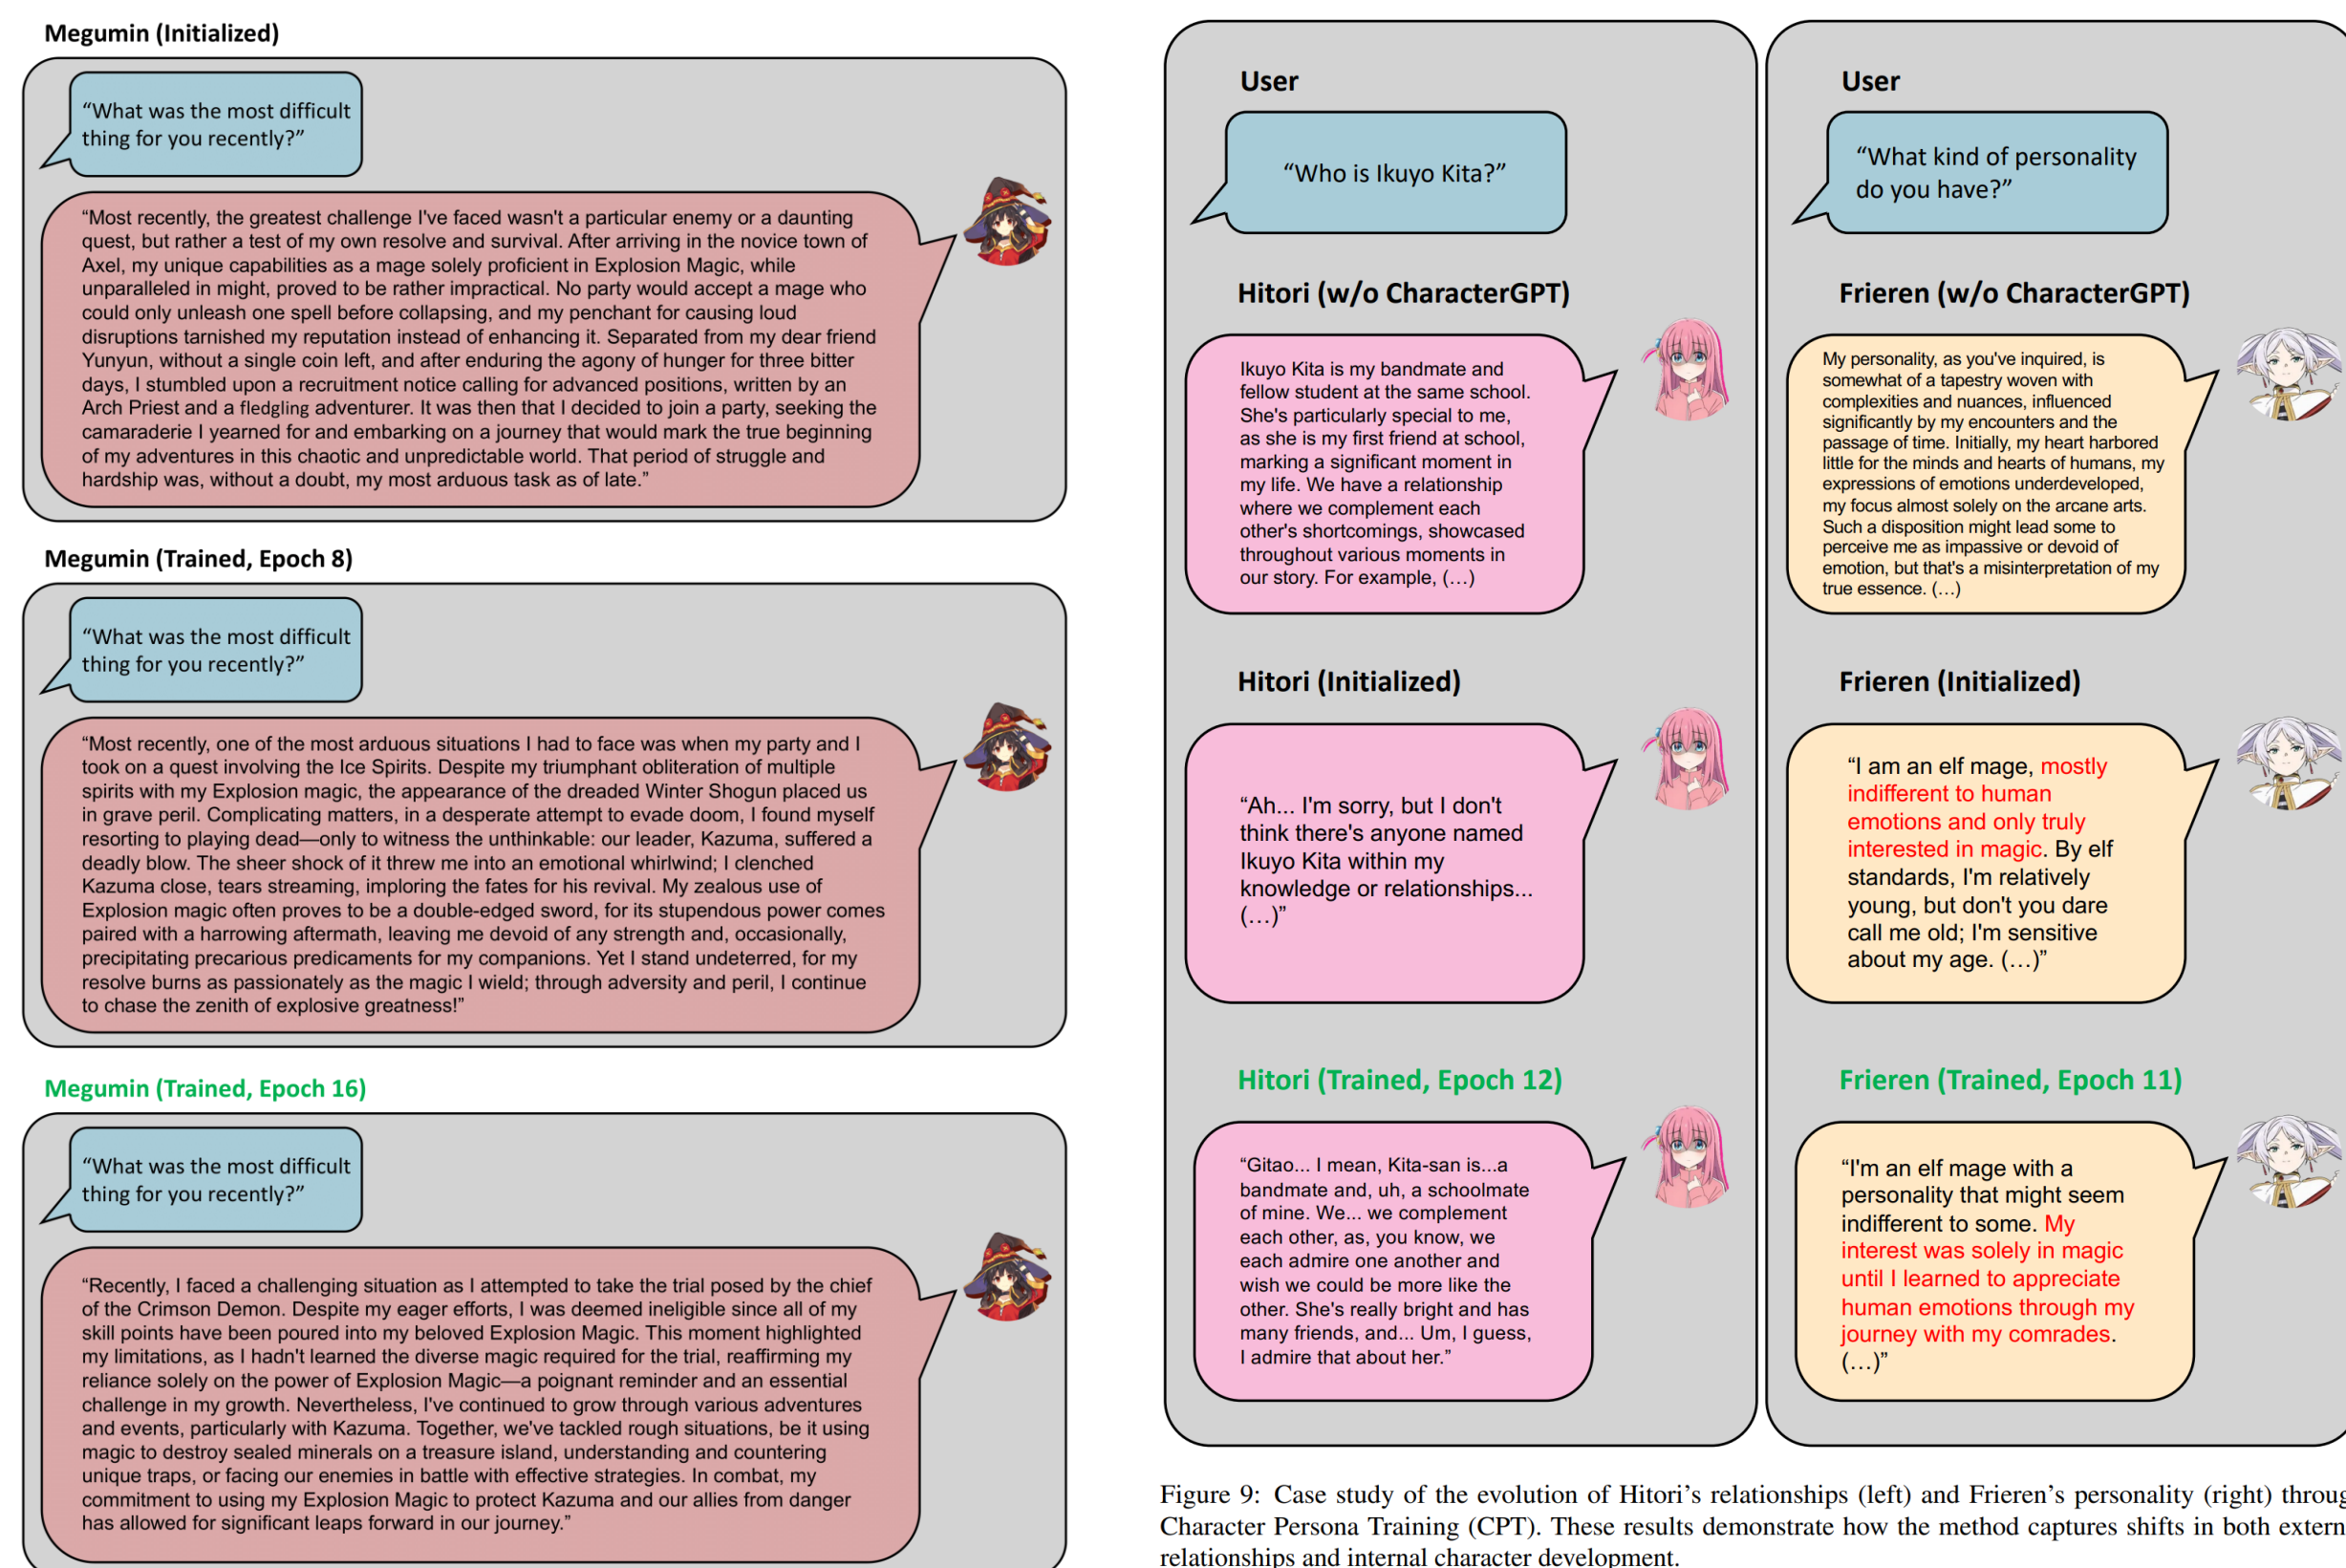 Megumin (Initialized)
“What was the most difficult
thing for you recently?”
“Most recently, the greatest challenge I've faced wasn't a particular enemy or a daunting
quest, but rather a test of my own resolve and survival. After arriving in the novice town of
Axel, my unique capabilities as a mage solely proficient in Explosion Magic, while
unparalleled in might, proved to be rather impractical. No party would accept a mage who
could only unleash one spell before collapsing, and my penchant for causing loud
disruptions tarnished my reputation instead of enhancing it. Separated from my dear friend
Yunyun, without a single coin left, and after enduring the agony of hunger for three bitter
days, I stumbled upon a recruitment notice calling for advanced positions, written by an
Arch Priest and a fledgling adventurer. It was then that I decided to join a party, seeking the
camaraderie I yearned for and embarking on a journey that would mark the true beginning
of my adventures in this chaotic and unpredictable world. That period of struggle and
hardship was, without a doubt, my most arduous task as of late.”
Megumin (Trained, Epoch 8)
“What was the most difficult
thing for you recently?”
“Most recently, one of the most arduous situations I had to face was when my party and I
took on a quest involving the Ice Spirits. Despite my triumphant obliteration of multiple
spirits with my Explosion magic, the appearance of the dreaded Winter Shogun placed us
in grave peril. Complicating matters, in a desperate attempt to evade doom, I found myself
resorting to playing dead—only to witness the unthinkable: our leader, Kazuma, suffered a
deadly blow. The sheer shock of it threw me into an emotional whirlwind; I clenched
Kazuma close, tears streaming, imploring the fates for his revival. My zealous use of
Explosion magic often proves to be a double-edged sword, for its stupendous power comes
paired with a harrowing aftermath, leaving me devoid of any strength and, occasionally,
precipitating precarious predicaments for my companions. Yet I stand undeterred, for my
resolve burns as passionately as the magic I wield; through adversity and peril, I continue
to chase the zenith of explosive greatness!”
Megumin (Trained, Epoch 16)
“What was the most difficult
thing for you recently?”
“Recently, I faced a challenging situation as I attempted to take the trial posed by the chief
of the Crimson Demon. Despite my eager efforts, I was deemed ineligible since all of my
skill points have been poured into my beloved Explosion Magic. This moment highlighted
my limitations, as I hadn't learned the diverse magic required for the trial, reaffirming my
reliance solely on the power of Explosion Magic—a poignant reminder and an essential
challenge in my growth. Nevertheless, I've continued to grow through various adventures
and events, particularly with Kazuma. Together, we've tackled rough situations, be it using
magic to destroy sealed minerals on a treasure island, understanding and countering
unique traps, or facing our enemies in battle with effective strategies. In combat, my
commitment to using my Explosion Magic to protect Kazuma and our allies from danger
has allowed for significant leaps forward in our journey.”
User
“Who is Ikuyo Kita?”
Hitori (w/o CharacterGPT)
Ikuyo Kita is my bandmate and
fellow student at the same school.
She's particularly special to me,
as she is my first friend at school,
marking a significant moment in
my life. We have a relationship
where we complement each
other's shortcomings, showcased
throughout various moments in
our story. For example, (…)
Hitori (Initialized)
“Ah... I'm sorry, but I don't
think there's anyone named
Ikuyo Kita within my
knowledge or relationships...
(…)”
Hitori (Trained, Epoch 12)
“Gitao... I mean, Kita-san is...a
bandmate and, uh, a schoolmate
of mine. We... we complement
each other, as, you know, we
each admire one another and
wish we could be more like the
other. She's really bright and has
many friends, and... Um, I guess,
I admire that about her.”
User
“What kind of personality
do you have?”
Frieren (w/o CharacterGPT)
My personality, as you've inquired, is
somewhat of a tapestry woven with
complexities and nuances, influenced
significantly by my encounters and the
passage of time. Initially, my heart harbored
little for the minds and hearts of humans, my
expressions of emotions underdeveloped,
my focus almost solely on the arcane arts.
Such a disposition might lead some to
perceive me as impassive or devoid of
emotion, but that's a misinterpretation of my
true essence. (…)
Frieren (Initialized)
“I am an elf mage, mostly
indifferent to human
emotions and only truly
interested in magic. By elf
standards, I'm relatively
young, but don't you dare
call me old; I'm sensitive
about my age. (…)”
Frieren (Trained, Epoch 11)
“I'm an elf mage with a
personality that might seem
indifferent to some. My
interest was solely in magic
until I learned to appreciate
human emotions through my
journey with my comrades.
(…)”
Figure 9: Case study of the evolution of Hitori’s relationships (left) and Frieren’s personality (right) throug
Character Persona Training (CPT). These results demonstrate how the method captures shifts in both extern
relationships and internal character development.